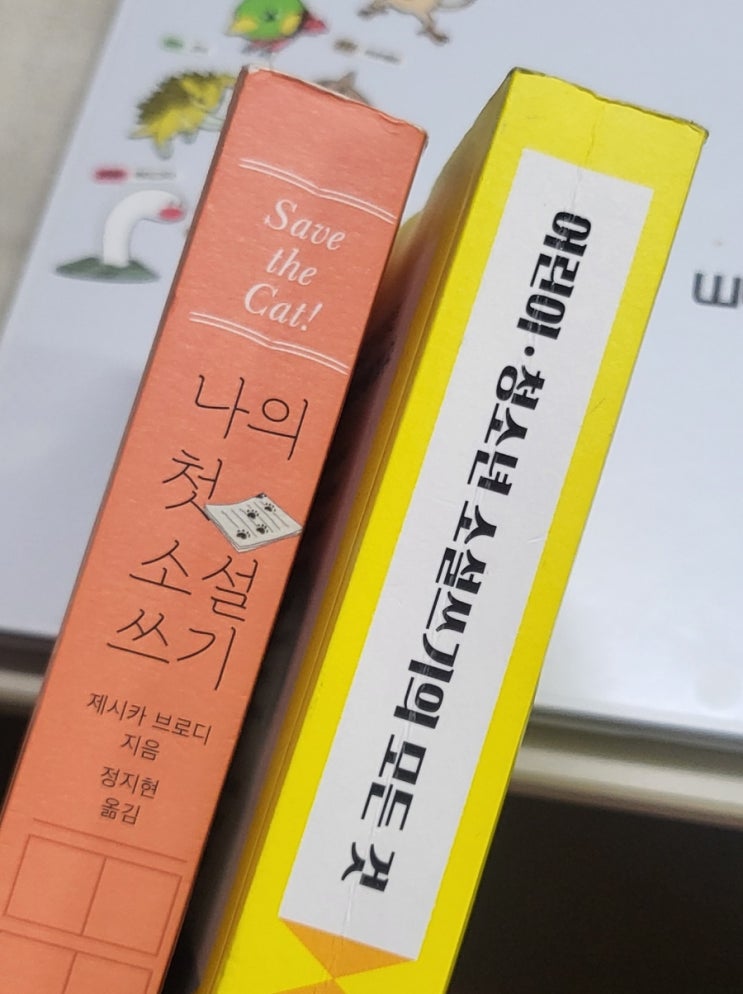 Save
the
Cat!
나의
첫
소설
쓰기
제시카 브로디
지음
정지현
옮김
어린이·청소년 소설쓰기의 모든 것